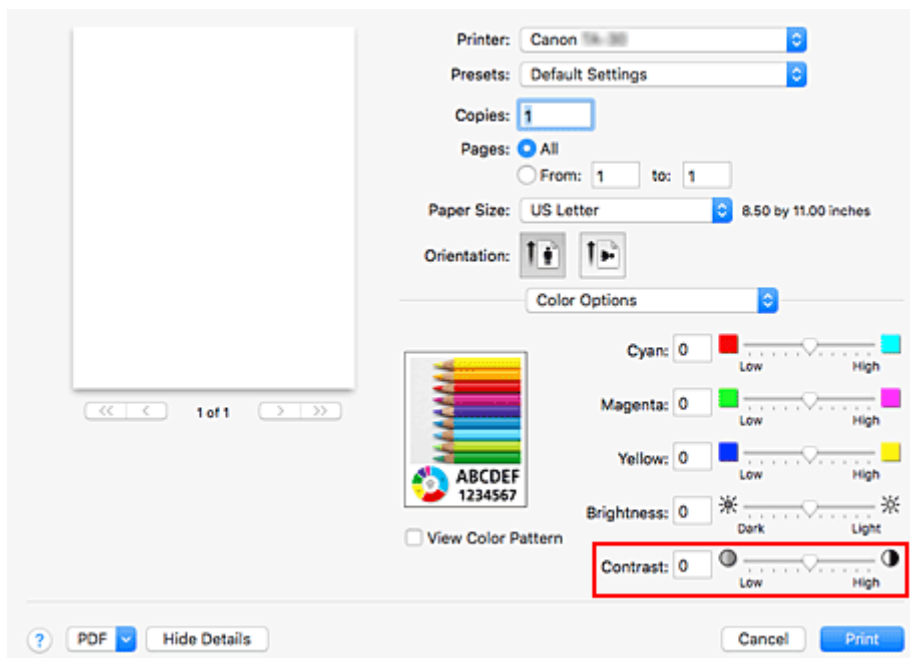 Printer: Canon
Presets: Default Settings
Copies: 1
Pages: All
From: 1 to: 1
Paper Size: US Letter 8.50 by 11.00 inches
Orientation:
Color Options
1 of 1
Cyan: 0
Low High
Magenta: 0
Low High
Yellow: 0
Low High
ABCDEF
1234567
Brightness: 0
Dark Light
View Color Pattern
Contrast: 0
Low High
? PDF Hide Details Cancel Print